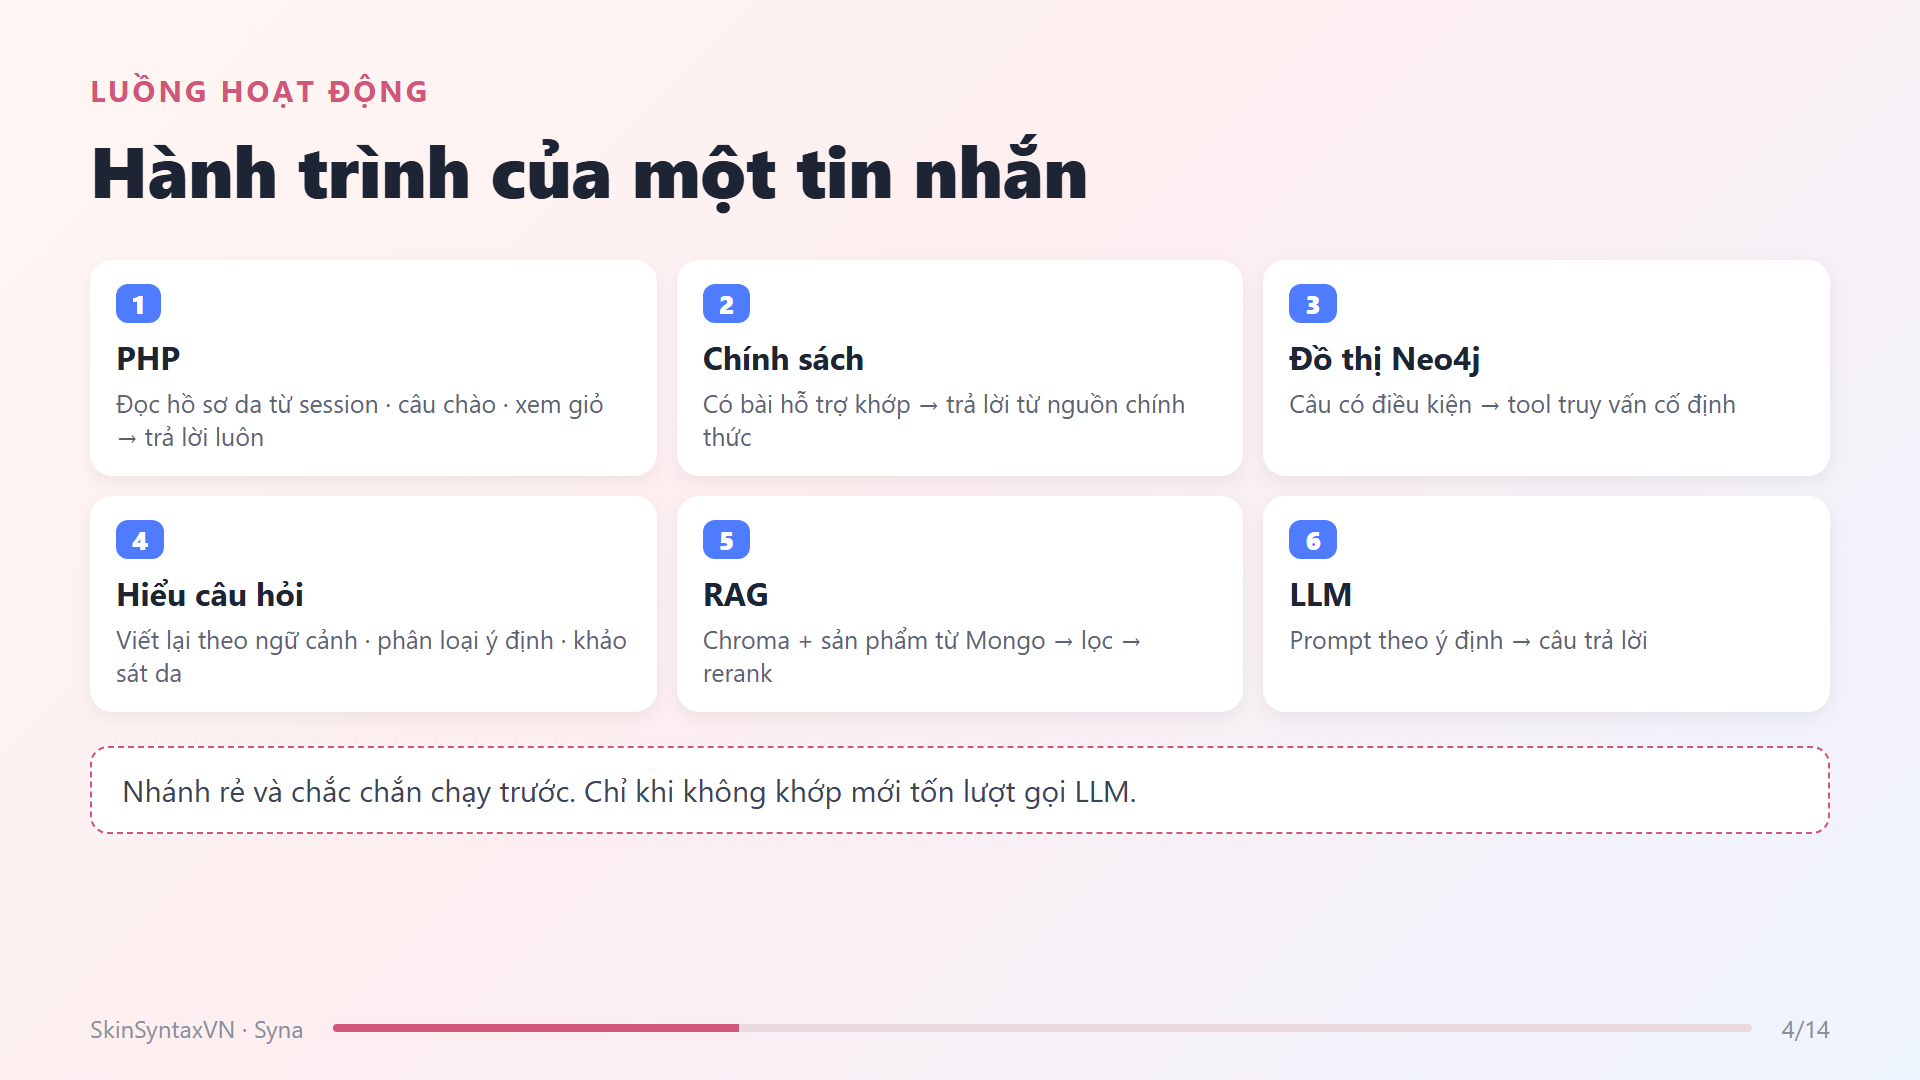 LUỒNG HOẠT ĐỘNG
Hành trình của một tin nhắn
1
PHP
Đọc hồ sơ da từ session · câu chào · xem giỏ
→ trả lời luôn
2
Chính sách
Có bài hỗ trợ khớp → trả lời từ nguồn chính
thức
3
Đồ thị Neo4j
Câu có điều kiện → tool truy vấn cố định
4
Hiểu câu hỏi
Viết lại theo ngữ cảnh · phân loại ý định · khảo
sát da
5
RAG
Chroma + sản phẩm từ Mongo → lọc →
rerank
6
LLM
Prompt theo ý định → câu trả lời
Nhánh rẻ và chắc chắn chạy trước. Chỉ khi không khớp mới tốn lượt gọi LLM.
SkinSyntaxVN · Syna
4/14